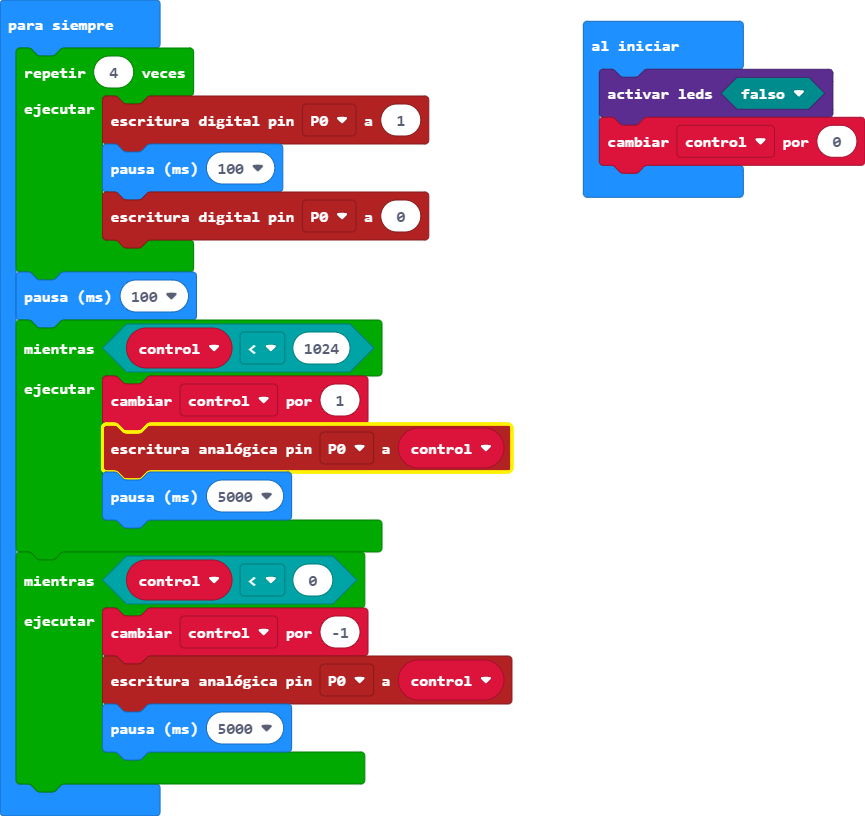 para siempre
repetir 4 veces
ejecutar
escritura digital pin P0 a 1
pausa (ms) 100
escritura digital pin P0 a 0
pausa (ms) 100
mientras control < 1024
ejecutar
cambiar control por 1
escritura analógica pin P0 a control
pausa (ms) 5000
mientras control < 0
ejecutar
cambiar control por -1
escritura analógica pin P0 a control
pausa (ms) 5000
al iniciar
activar leds falso
cambiar control por 0